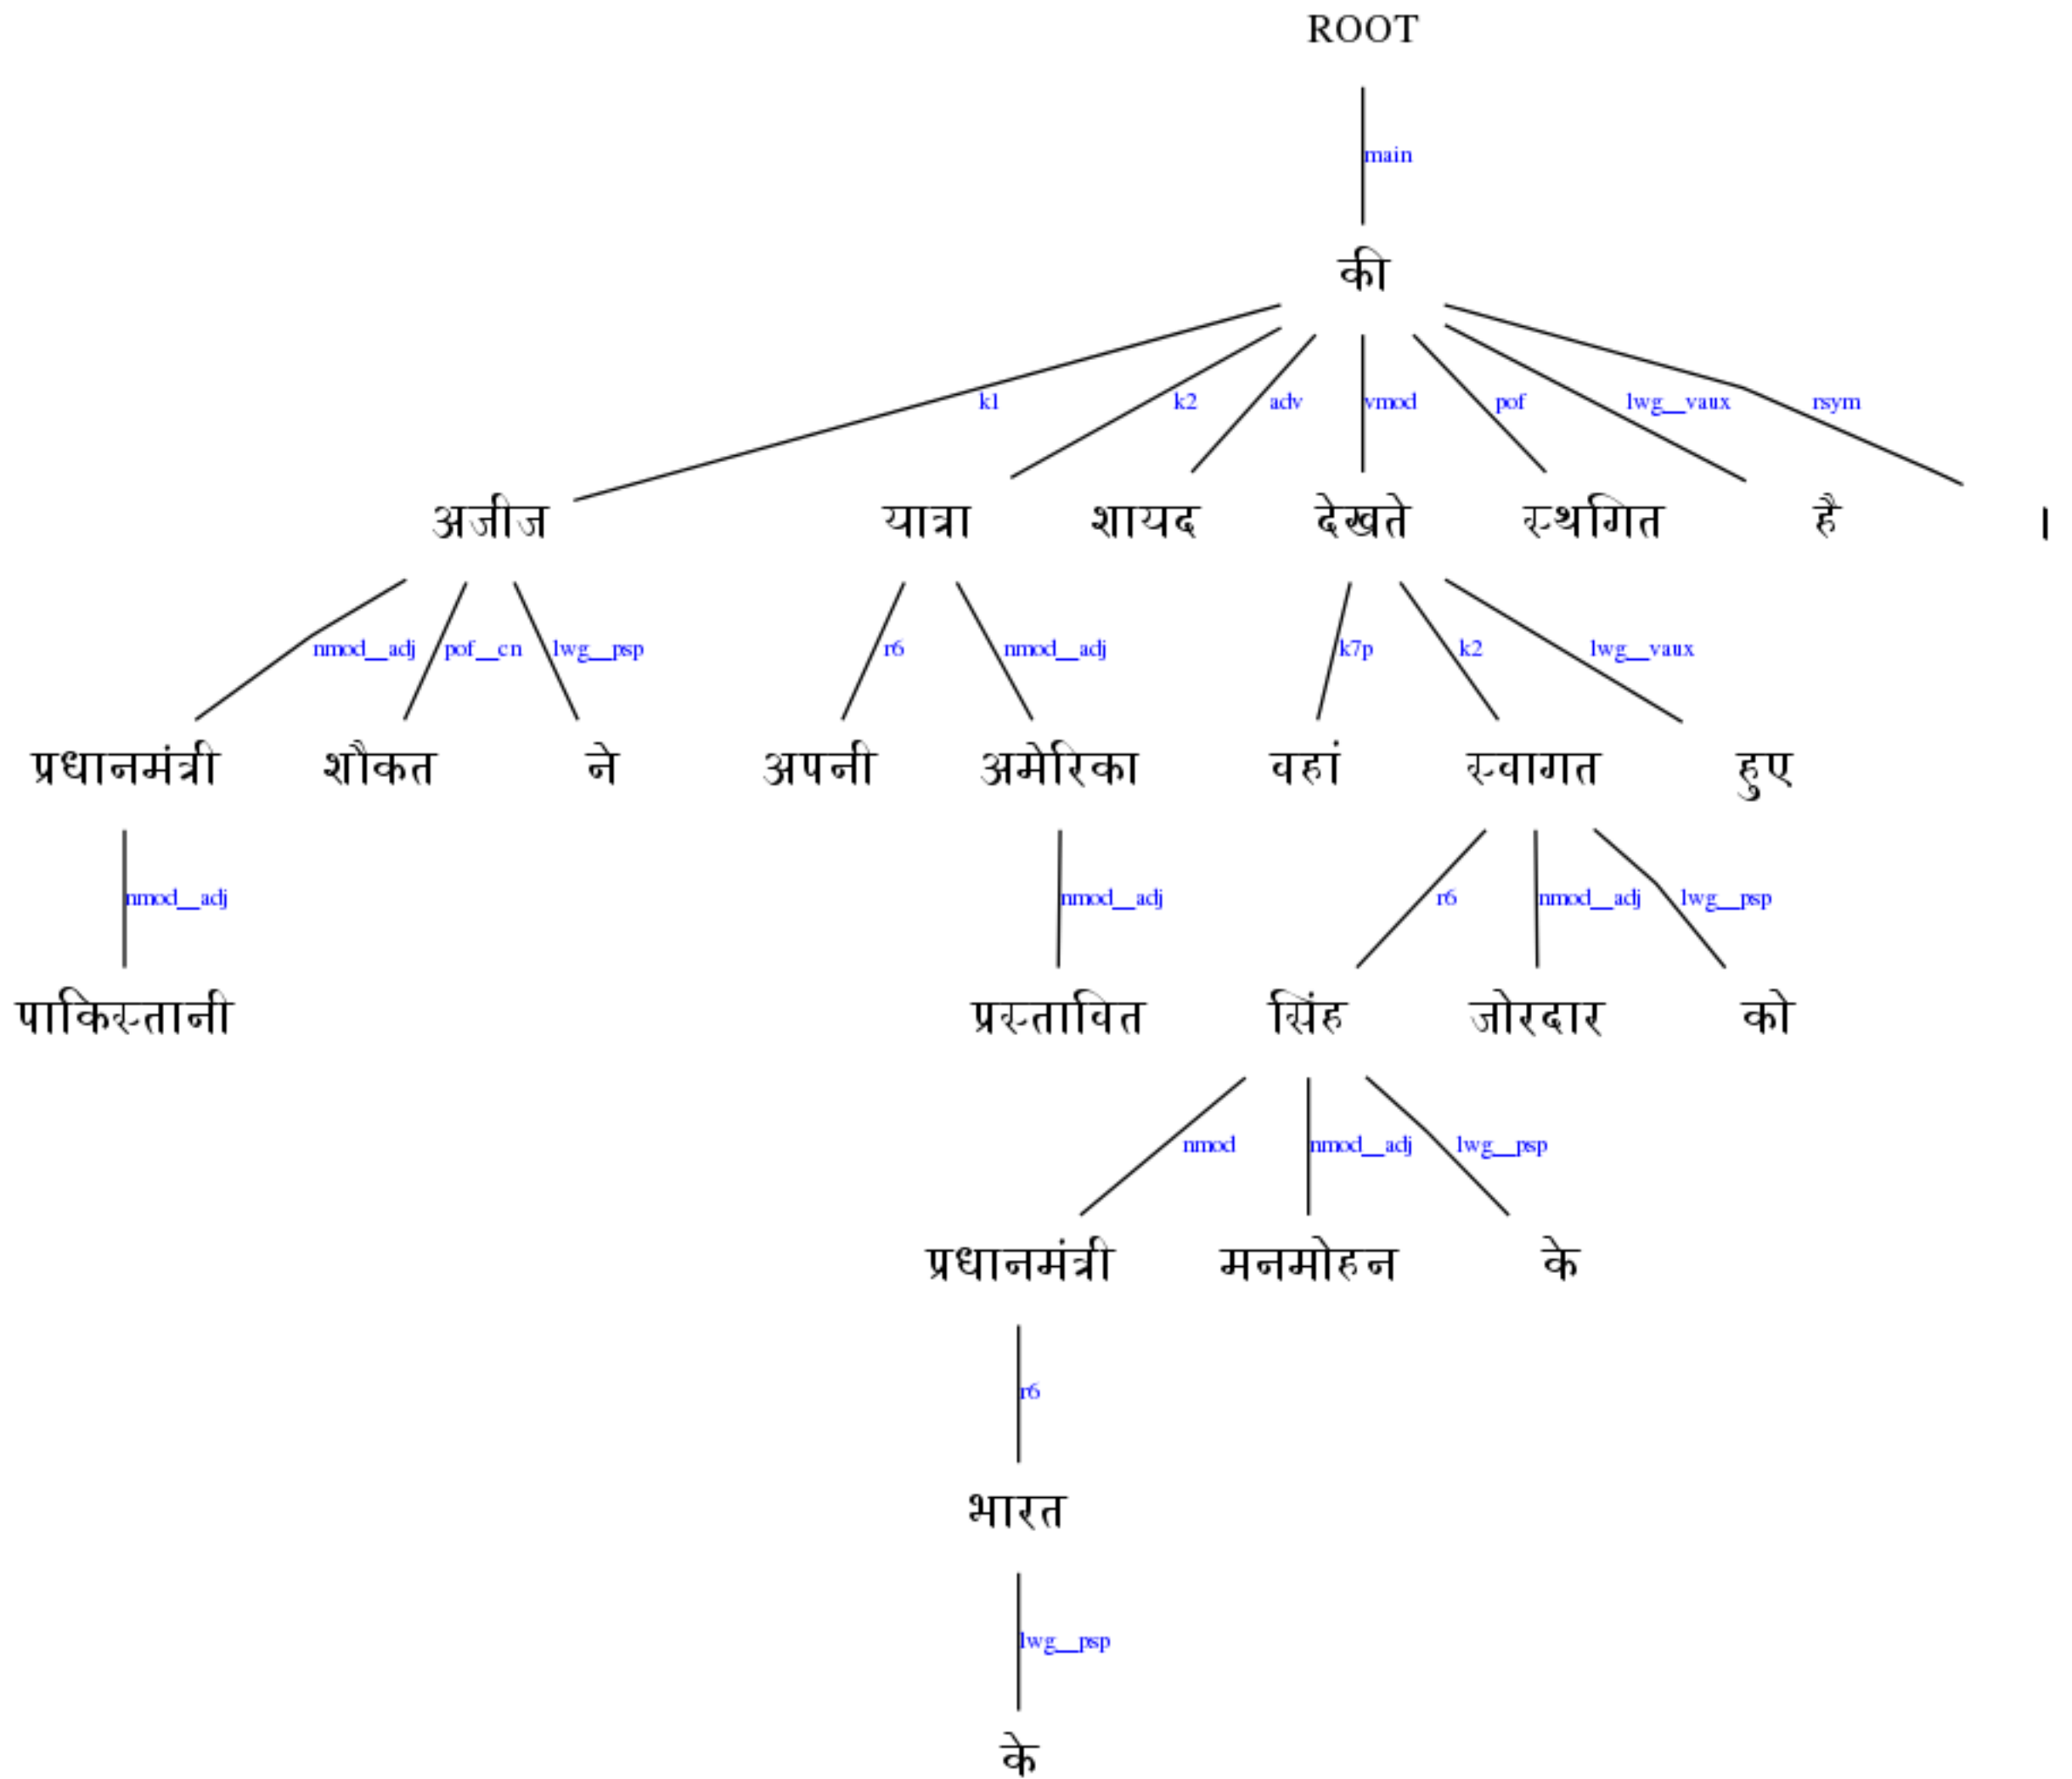 ROOT
main
की
k1 k2 adv vmod pof lwg__vaux rsym
अजीज यात्रा शायद देखते स्थगित है ।
nmod__adj pof__cn lwg__psp r6 nmod__adj k7p k2 lwg__vaux
प्रधानमंत्री शौकत ने अपनी अमेरिका वहां स्वागत हुए
nmod__adj nmod__adj r6 nmod__adj lwg__psp
पाकिस्तानी प्रस्तावित सिंह जोरदार को
nmod nmod__adj lwg__psp
प्रधानमंत्री मनमोहन के
r6
भारत
lwg__psp
के